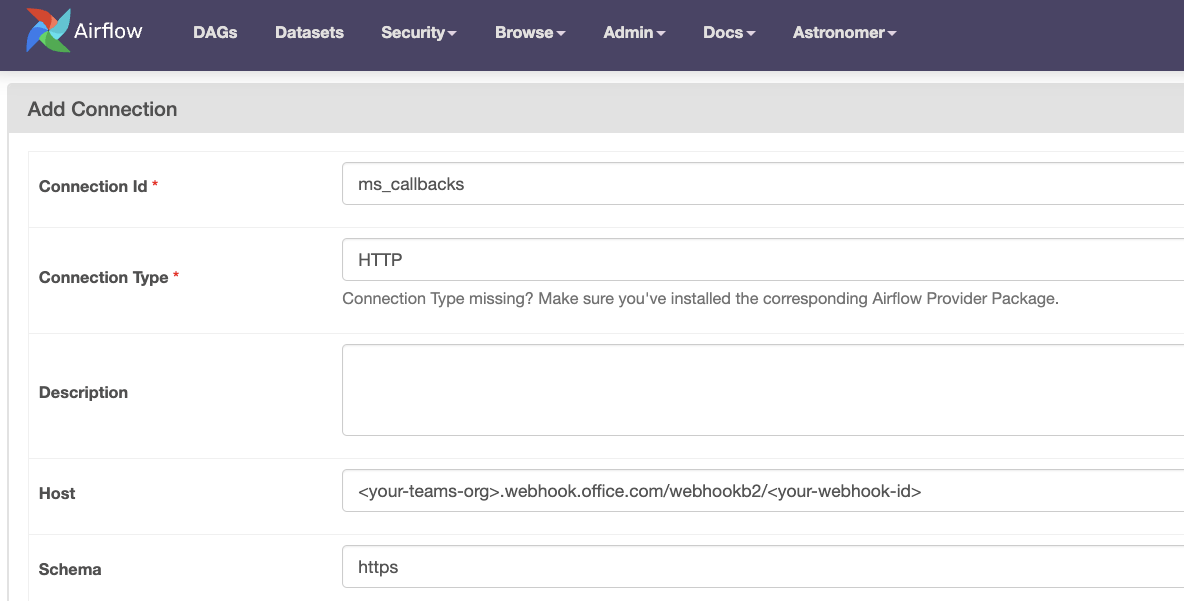 Airflow DAGs Datasets Security Browse Admin Docs Astronomer
Add Connection
Connection Id * ms_callbacks
Connection Type * HTTP
Connection Type missing? Make sure you've installed the corresponding Airflow Provider Package.
Description
Host <your-teams-org>.webhook.office.com/webhookb2/<your-webhook-id>
Schema https